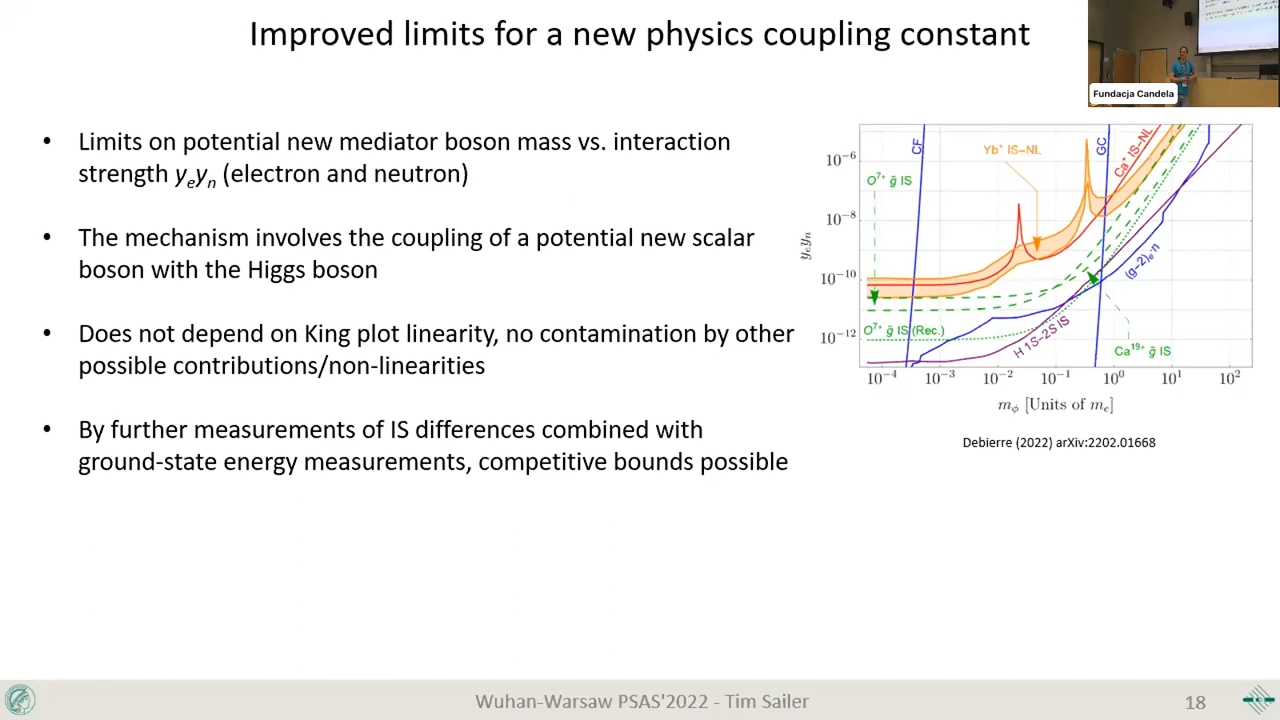 Improved limits for a new physics coupling constant
Fundacja Candela
• Limits on potential new mediator boson mass vs. interaction
strength yₑyₙ (electron and neutron)
• The mechanism involves the coupling of a potential new scalar
boson with the Higgs boson
• Does not depend on King plot linearity, no contamination by other
possible contributions/non-linearities
• By further measurements of IS differences combined with
ground-state energy measurements, competitive bounds possible
CF
Yb⁺ IS-NL
GC
Ca⁺ IS-NL
O⁷⁺ ḡ IS
(g-2)ₑ·n
O⁷⁺ ḡ IS (Rec.)
H 1S-2S IS
Ca¹⁹⁺ ḡ IS
yₑyₙ
10⁻⁶
10⁻⁸
10⁻¹⁰
10⁻¹²
10⁻⁴ 10⁻³ 10⁻² 10⁻¹ 10⁰ 10¹ 10²
m_ϕ [Units of mₑ]
Debierre (2022) arXiv:2202.01668
Wuhan-Warsaw PSAS'2022 - Tim Sailer
18